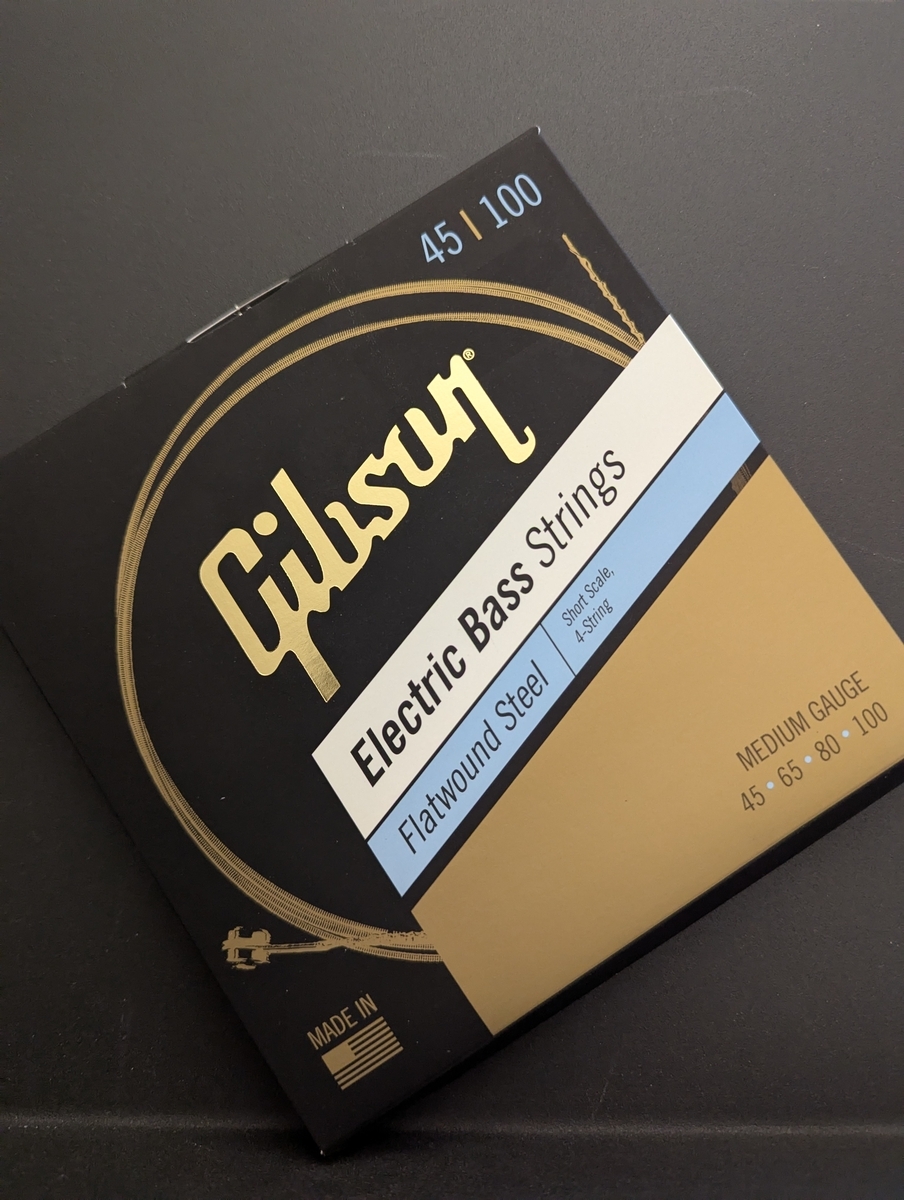 45 | 100
Gibson®
Electric Bass Strings
Flatwound Steel
Short Scale,
4-String
MEDIUM GAUGE
45 • 65 • 80 • 100
MADE IN